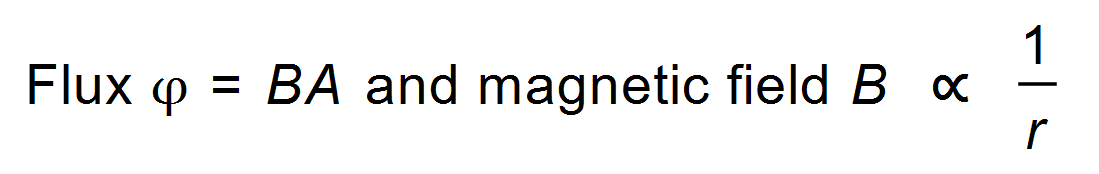 Flux φ = BA and magnetic field B ∝ 1/r